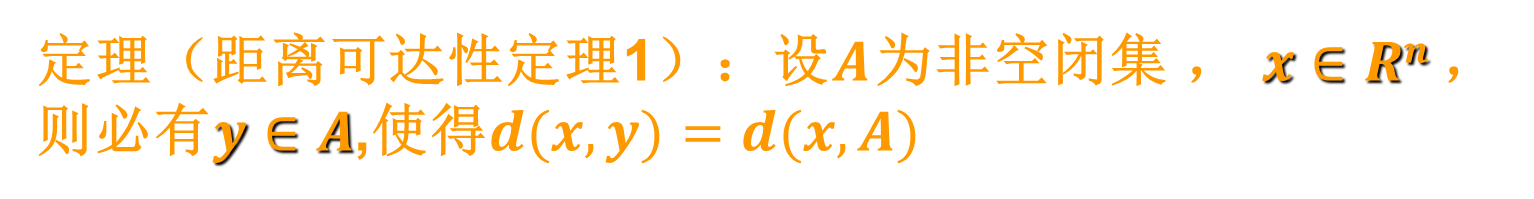 定理（距离可达性定理1）：设A为非空闭集， x ∈ Rⁿ，
则必有y ∈ A,使得d(x, y) = d(x, A)